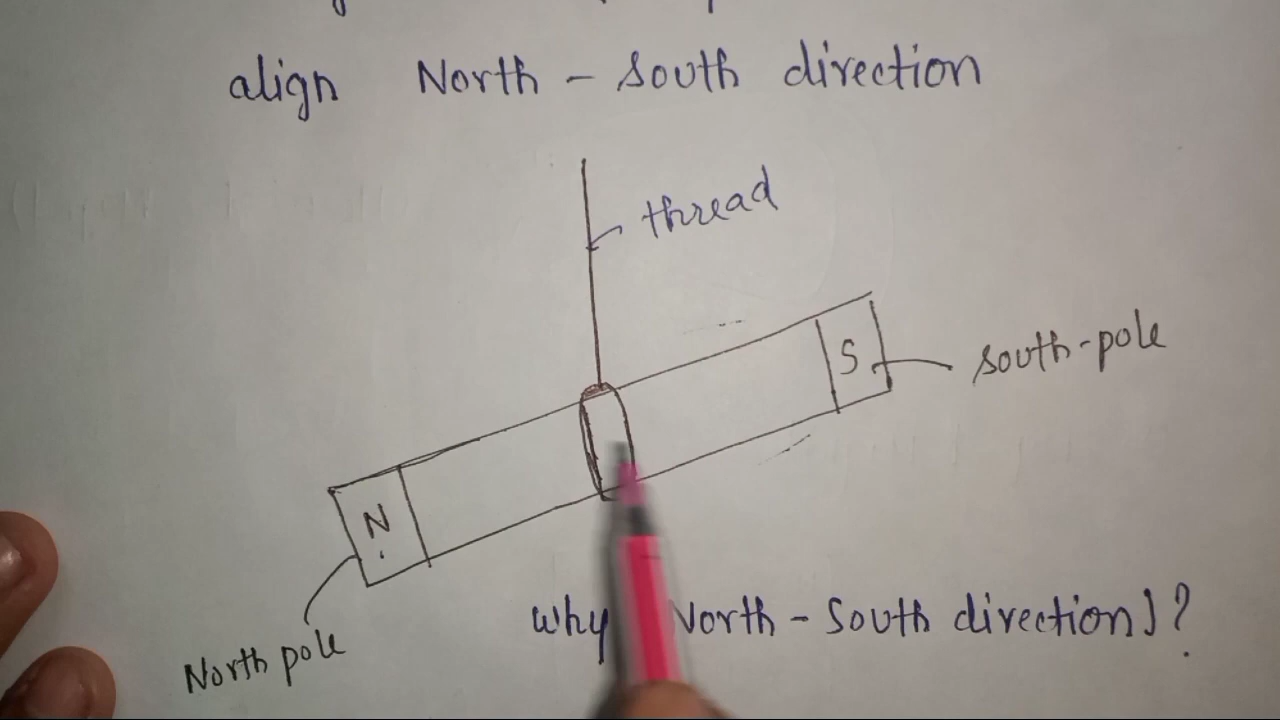 align North - South direction
thread
S
south-pole
N
North pole
why North - South direction ) ?